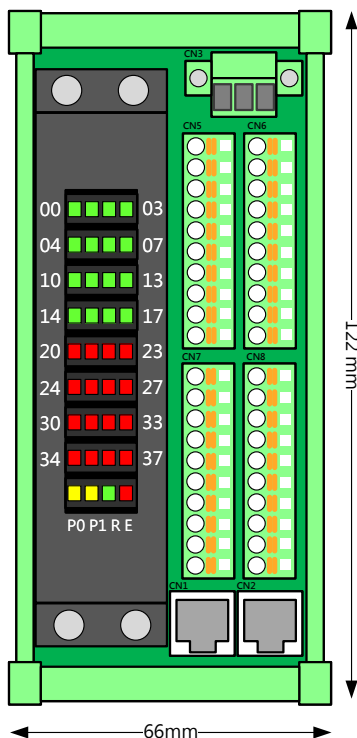 CN3
CN5 CN6
00 03
04 07
10 13
14 17
20 23
24 27
30 33
34 37
P0 P1 R E
CN7 CN8
CN1 CN2
122 mm
66mm